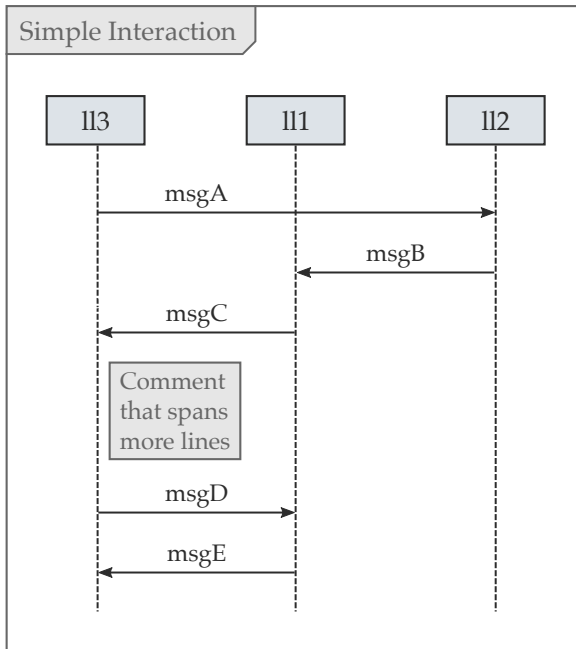 Simple Interaction
ll3
ll1
ll2
msgA
msgB
msgC
Comment
that spans
more lines
msgD
msgE